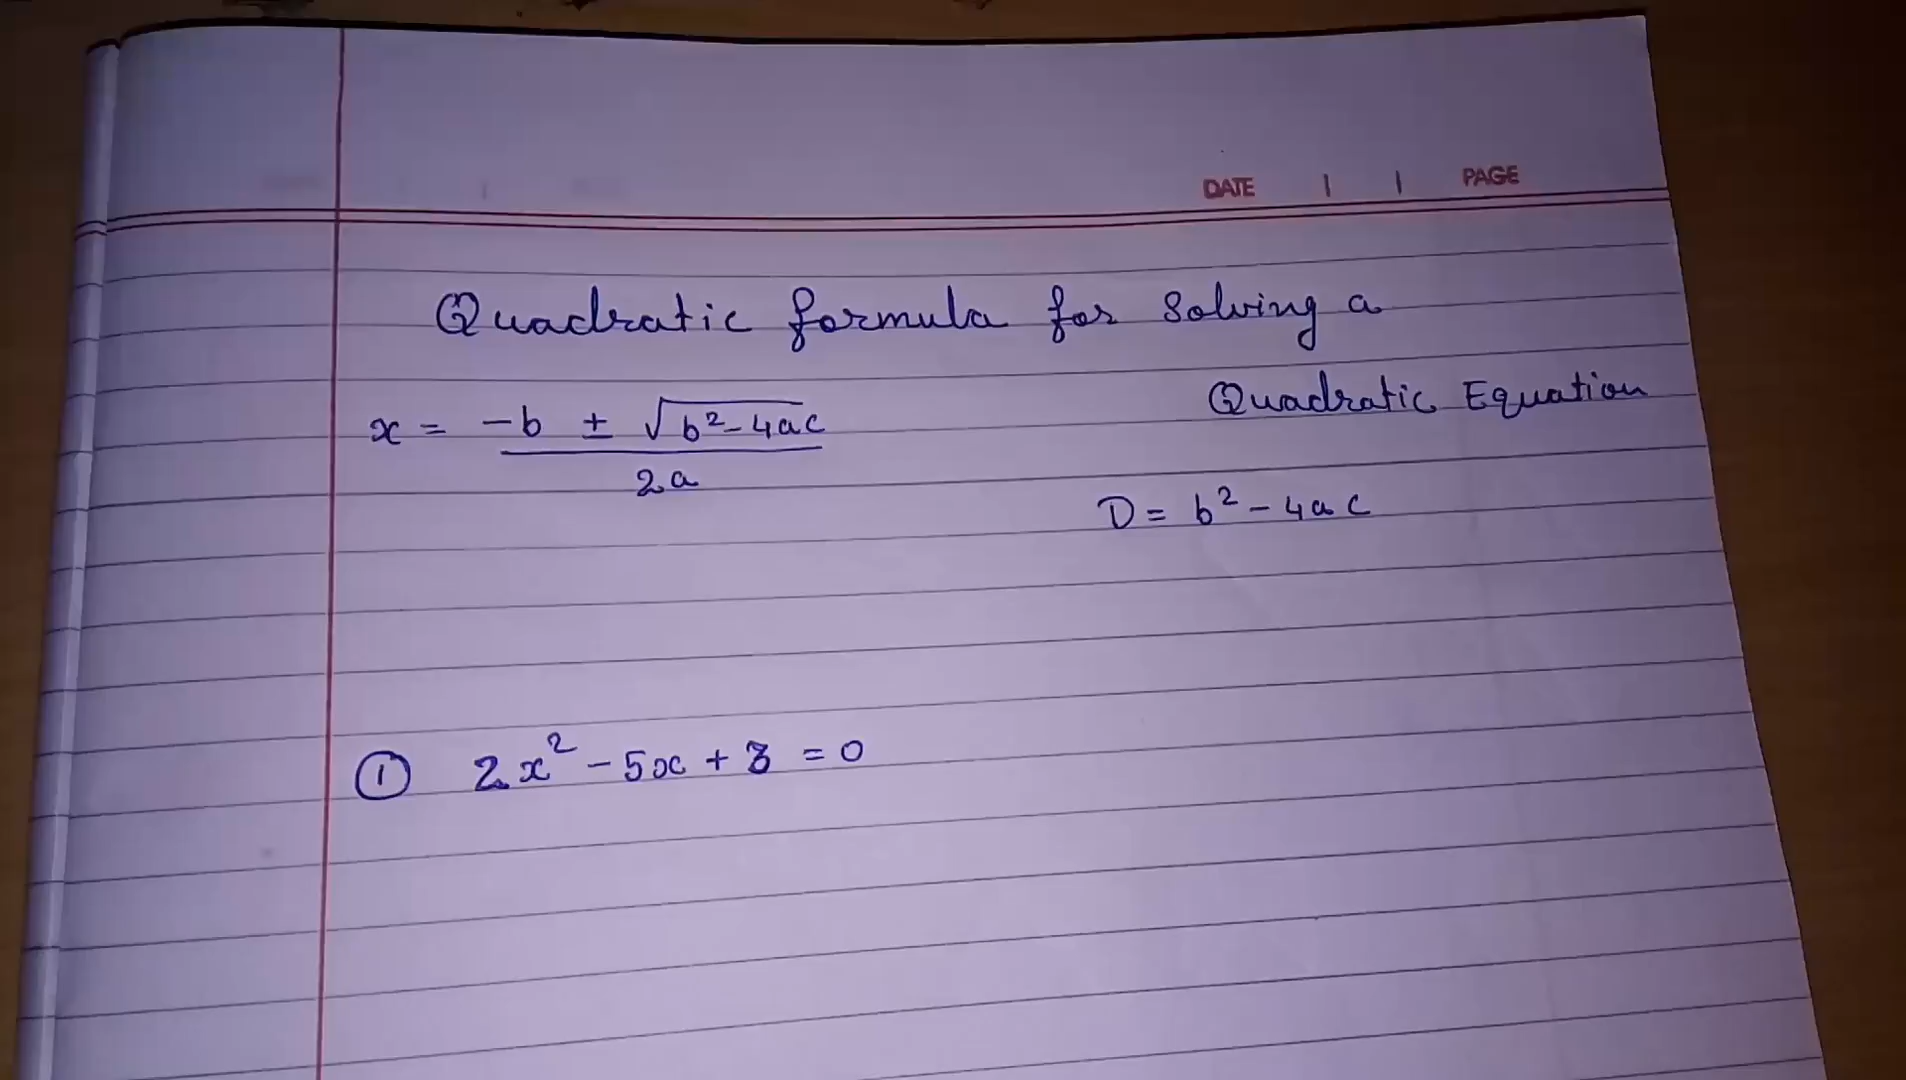 DATE | | PAGE
Quadratic formula for solving a
Quadratic Equation
x = -b ± √b²-4ac
2a
D = b² - 4ac
① 2x² - 5x + 3 = 0